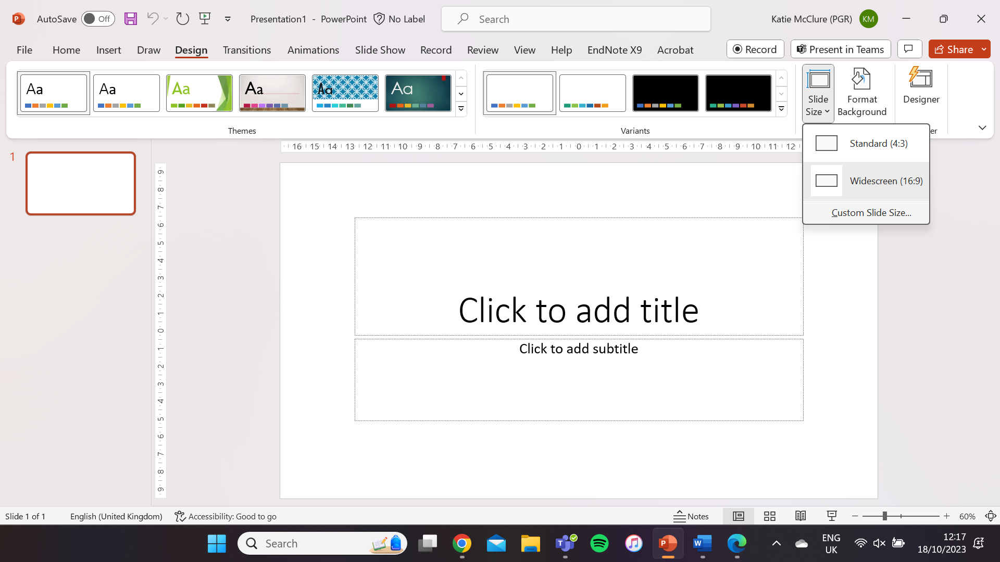 AutoSave Off Presentation1 - PowerPoint No Label Search Katie McClure (PGR) KM
File Home Insert Draw Design Transitions Animations Slide Show Record Review View Help EndNote X9 Acrobat Record Present in Teams Share
Aa Aa Aa Aa Aa Aa
Slide Size
Format Background
Designer
Themes
Variants
er
Standard (4:3)
Widescreen (16:9)
Custom Slide Size...
16 15 14 13 12 11 10 9 8 7 6 5 4 3 2 1 0 1 2 3 4 5 6 7 8 9 10 11 12
1
9 8 7 6 5 4 3 2 1 0 1 2 3 4 5 6 7 8 9
Click to add title
Click to add subtitle
Slide 1 of 1 English (United Kingdom) Accessibility: Good to go Notes 60%
Search
ENG
UK
12:17
18/10/2023